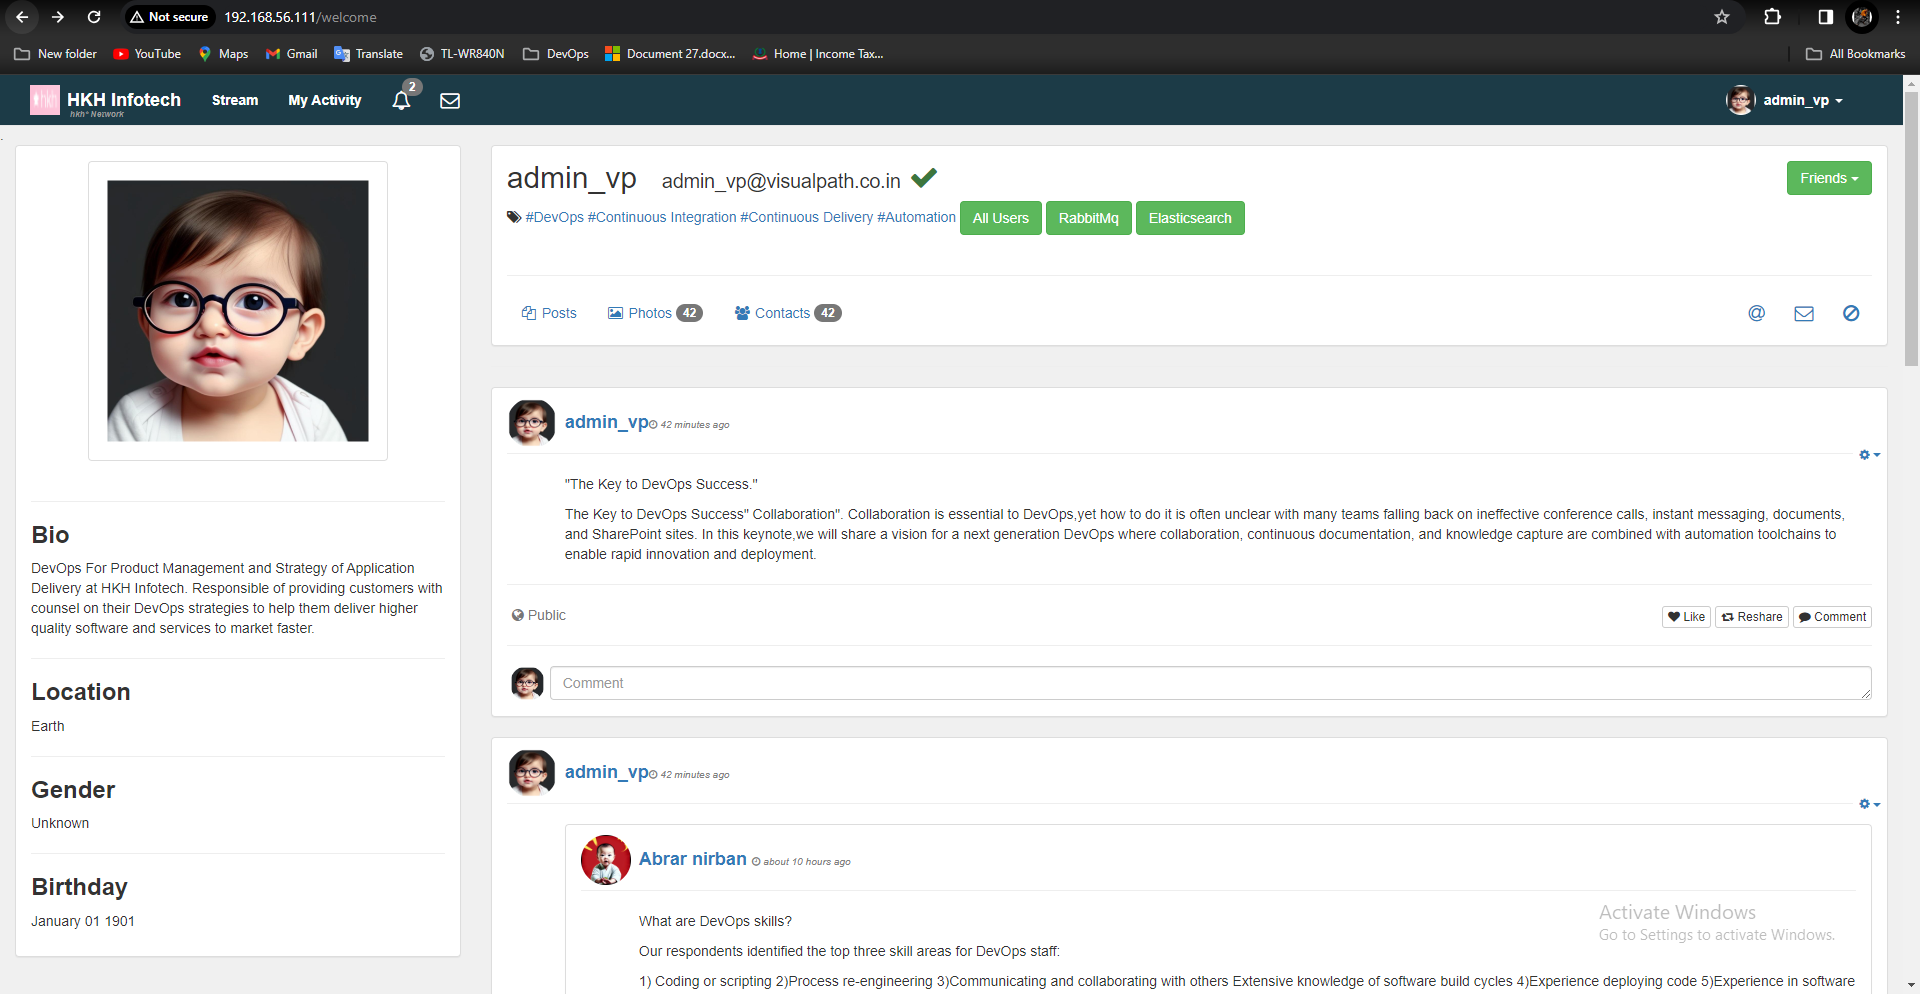 Not secure 192.168.56.111/welcome
New folder YouTube Maps Gmail Translate TL-WR840N DevOps Document 27.docx... Home | Income Tax... All Bookmarks
hkh HKH Infotech Stream My Activity 2 admin_vp
hkh* Network
admin_vp admin_vp@visualpath.co.in Friends
#DevOps #Continuous Integration #Continuous Delivery #Automation All Users RabbitMq Elasticsearch
Posts Photos 42 Contacts 42 @
Bio
DevOps For Product Management and Strategy of Application
Delivery at HKH Infotech. Responsible of providing customers with
counsel on their DevOps strategies to help them deliver higher
quality software and services to market faster.
Location
Earth
Gender
Unknown
Birthday
January 01 1901
admin_vp 42 minutes ago
"The Key to DevOps Success."
The Key to DevOps Success" Collaboration". Collaboration is essential to DevOps,yet how to do it is often unclear with many teams falling back on ineffective conference calls, instant messaging, documents,
and SharePoint sites. In this keynote,we will share a vision for a next generation DevOps where collaboration, continuous documentation, and knowledge capture are combined with automation toolchains to
enable rapid innovation and deployment.
Public Like Reshare Comment
Comment
admin_vp 42 minutes ago
Abrar nirban about 10 hours ago
What are DevOps skills?
Our respondents identified the top three skill areas for DevOps staff:
1) Coding or scripting 2)Process re-engineering 3)Communicating and collaborating with others Extensive knowledge of software build cycles 4)Experience deploying code 5)Experience in software
Activate Windows
Go to Settings to activate Windows.